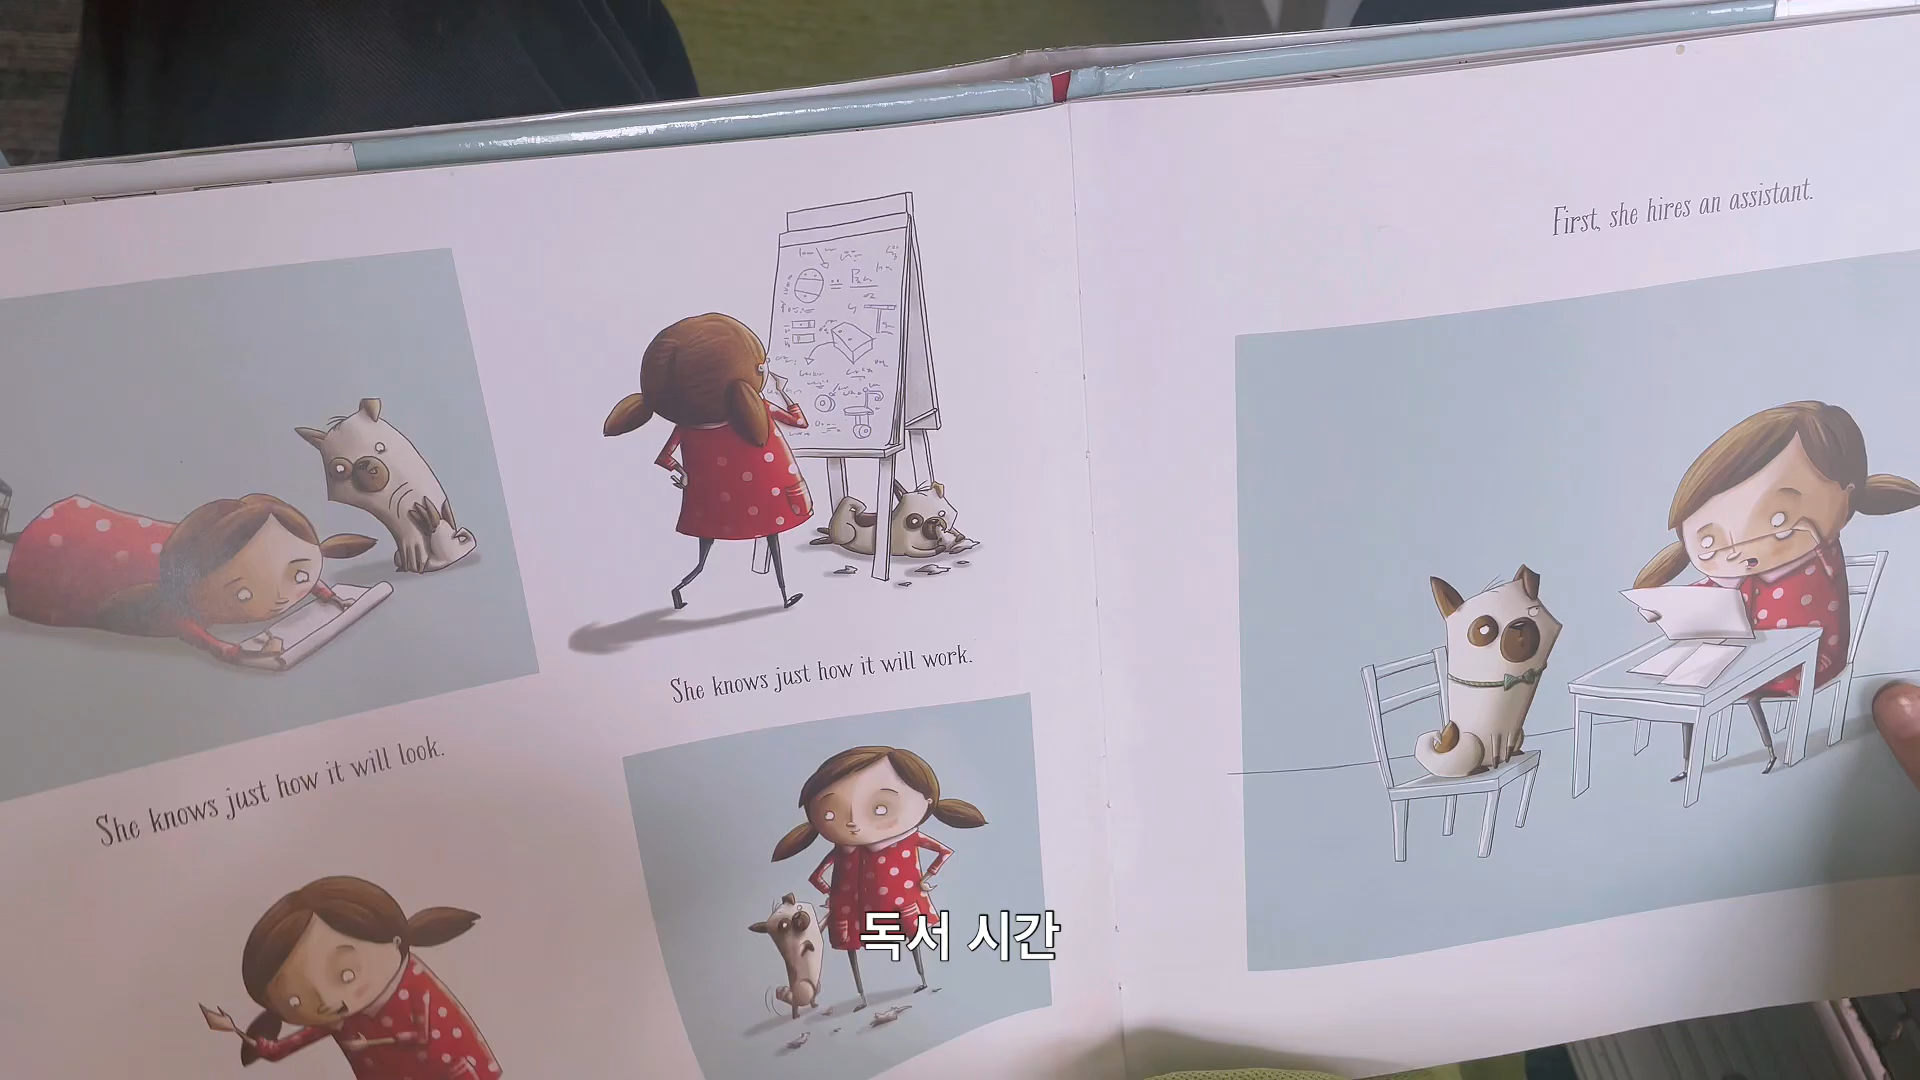 She knows just how it will look.
She knows just how it will work.
First, she hires an assistant.
독서 시간